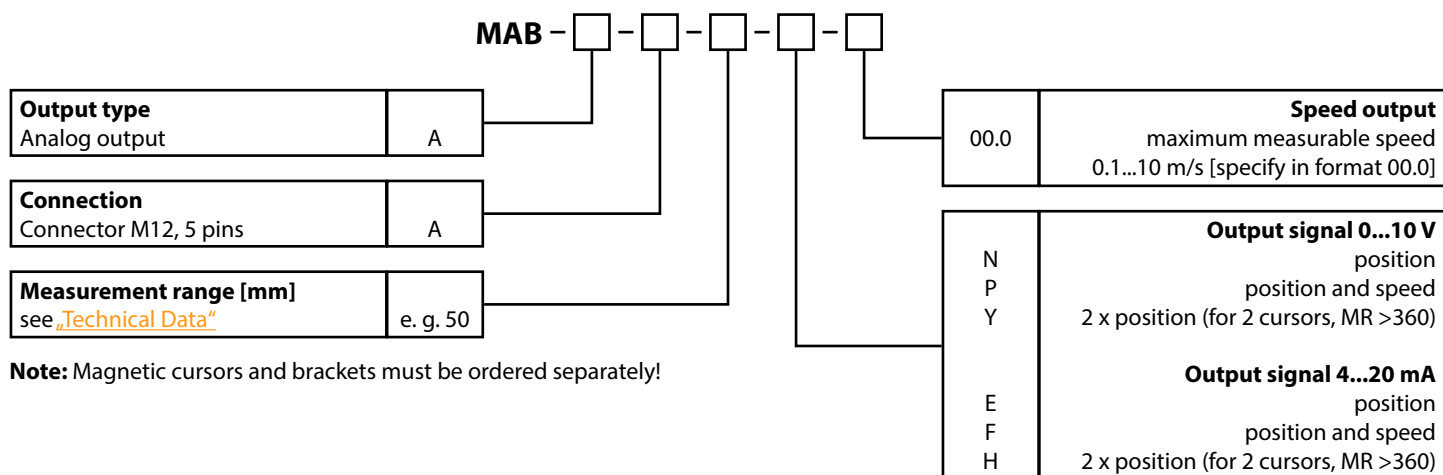 MAB – – – – –
Output type
Analog output A
Connection
Connector M12, 5 pins A
Measurement range [mm]
see „Technical Data“ e. g. 50
Note: Magnetic cursors and brackets must be ordered separately!
Speed output
00.0 maximum measurable speed
0.1...10 m/s [specify in format 00.0]
Output signal 0...10 V
N position
P position and speed
Y 2 x position (for 2 cursors, MR >360)
Output signal 4...20 mA
E position
F position and speed
H 2 x position (for 2 cursors, MR >360)